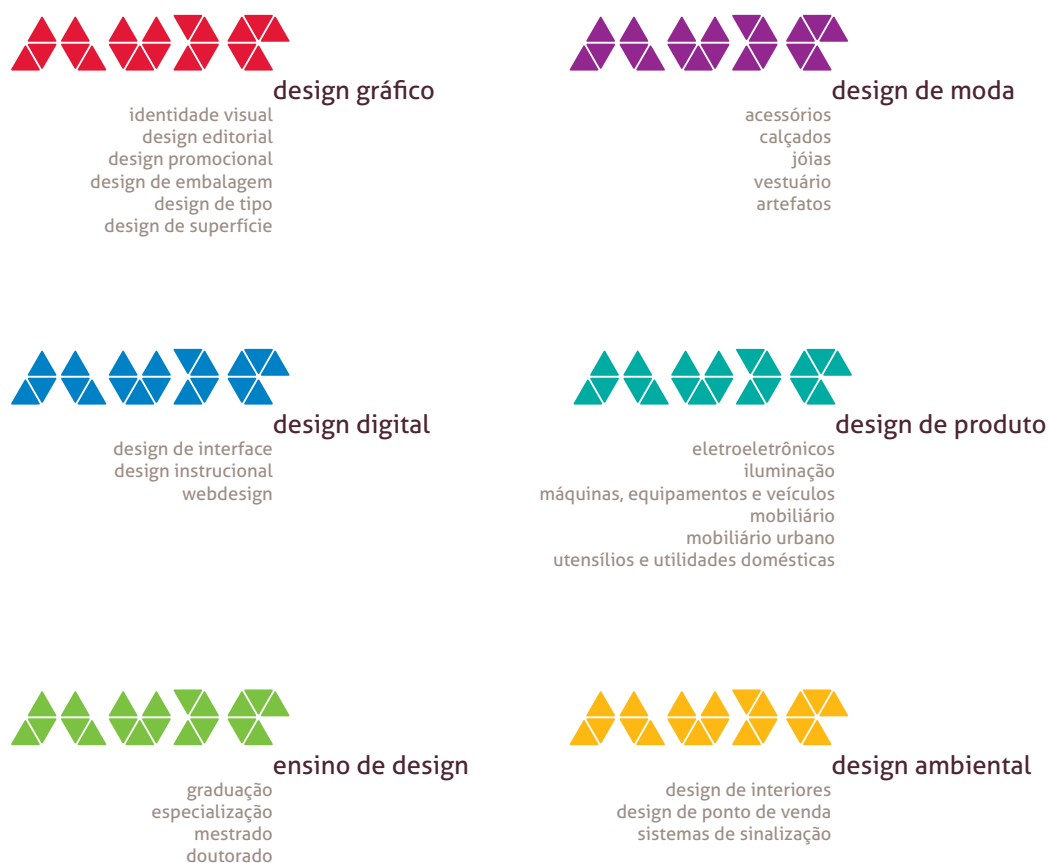 design gráfico
identidade visual
design editorial
design promocional
design de embalagem
design de tipo
design de superfície
design de moda
acessórios
calçados
jóias
vestuário
artefatos
design digital
design de interface
design instrucional
webdesign
design de produto
eletroeletrônicos
iluminação
máquinas, equipamentos e veículos
mobiliário
mobiliário urbano
utensílios e utilidades domésticas
ensino de design
graduação
especialização
mestrado
doutorado
design ambiental
design de interiores
design de ponto de venda
sistemas de sinalização